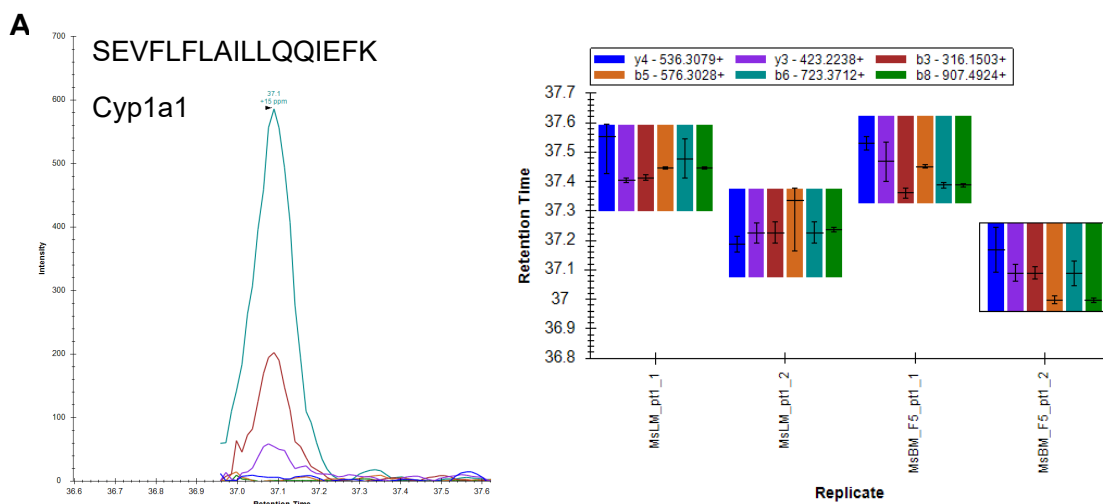 A
SEVFLFLAILLQQIEFK
Cyp1a1
37.1
+15 ppm
700
600
500
400
300
200
100
0
Intensity
36.6 36.7 36.8 36.9 37.0 37.1 37.2 37.3 37.4 37.5 37.6
Retention Time
y4 - 536.3079+ y3 - 423.2238+ b3 - 316.1503+
b5 - 576.3028+ b6 - 723.3712+ b8 - 907.4924+
37.7
37.6
37.5
37.4
37.3
37.2
37.1
37
36.9
36.8
Retention Time
MsLM_pt1_1
MsLM_pt1_2
MsBM_F5_pt1_1
MsBM_F5_pt1_2
Replicate